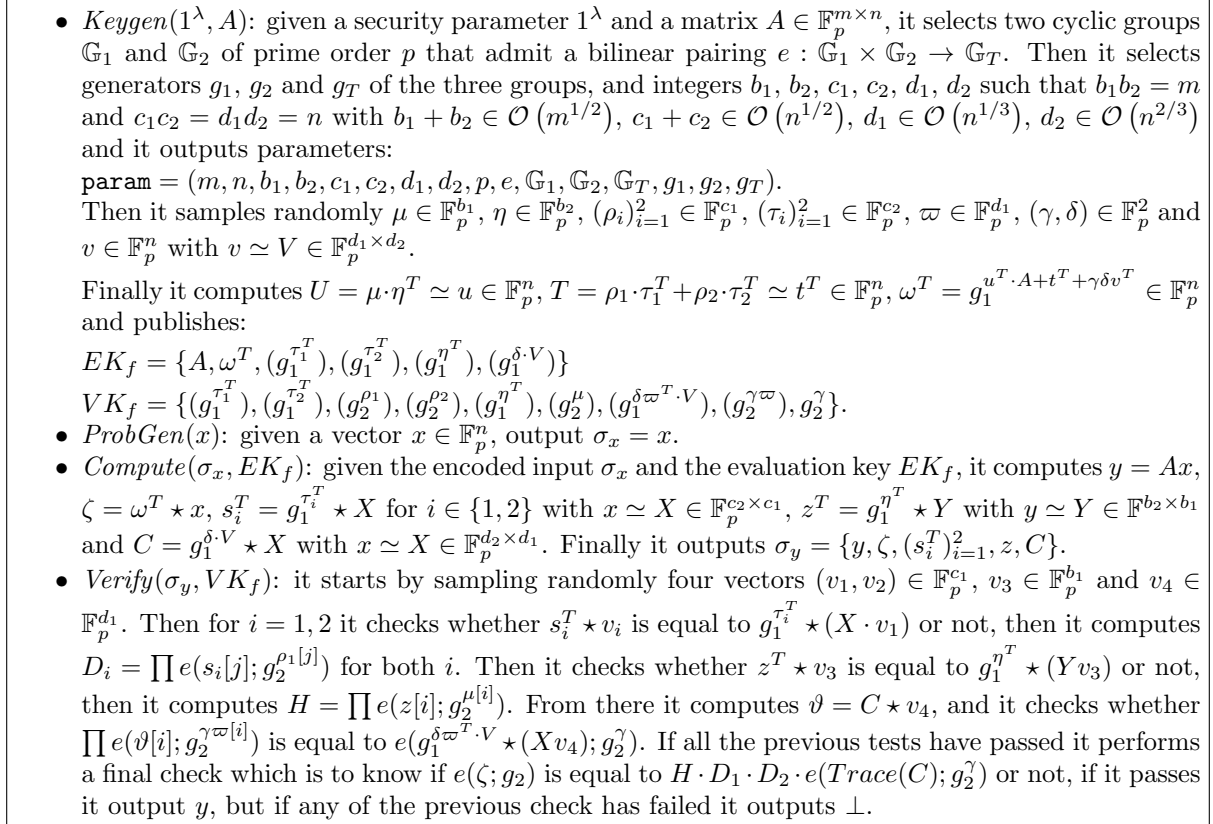 • Keygen(1^λ, A): given a security parameter 1^λ and a matrix A ∈ 𝔽_p^{m×n}, it selects two cyclic groups
𝔾_1 and 𝔾_2 of prime order p that admit a bilinear pairing e : 𝔾_1 × 𝔾_2 → 𝔾_T. Then it selects
generators g_1, g_2 and g_T of the three groups, and integers b_1, b_2, c_1, c_2, d_1, d_2 such that b_1b_2 = m
and c_1c_2 = d_1d_2 = n with b_1 + b_2 ∈ 𝒪(m^{1/2}), c_1 + c_2 ∈ 𝒪(n^{1/2}), d_1 ∈ 𝒪(n^{1/3}), d_2 ∈ 𝒪(n^{2/3})
and it outputs parameters:
param = (m, n, b_1, b_2, c_1, c_2, d_1, d_2, p, e, 𝔾_1, 𝔾_2, 𝔾_T, g_1, g_2, g_T).
Then it samples randomly μ ∈ 𝔽_p^{b_1}, η ∈ 𝔽_p^{b_2}, (ρ_i)_{i=1}^2 ∈ 𝔽_p^{c_1}, (τ_i)_{i=1}^2 ∈ 𝔽_p^{c_2}, ϖ ∈ 𝔽_p^{d_1}, (γ, δ) ∈ 𝔽_p^2 and
v ∈ 𝔽_p^n with v ≃ V ∈ 𝔽_p^{d_1×d_2}.
Finally it computes U = μ·η^T ≃ u ∈ 𝔽_p^n, T = ρ_1·τ_1^T+ρ_2·τ_2^T ≃ t^T ∈ 𝔽_p^n, ω^T = g_1^{u^T·A+t^T+γδv^T} ∈ 𝔽_p^n
and publishes:
EK_f = {A, ω^T, (g_1^{τ_1^T}), (g_1^{τ_2^T}), (g_1^{η^T}), (g_1^{δ·V})}
VK_f = {(g_1^{τ_1^T}), (g_1^{τ_2^T}), (g_2^{ρ_1}), (g_2^{ρ_2}), (g_1^{η^T}), (g_2^μ), (g_1^{δϖ^T·V}), (g_2^{γϖ}), g_2^γ}.
• ProbGen(x): given a vector x ∈ 𝔽_p^n, output σ_x = x.
• Compute(σ_x, EK_f): given the encoded input σ_x and the evaluation key EK_f, it computes y = Ax,
ζ = ω^T ⋆ x, s_i^T = g_1^{τ_i^T} ⋆ X for i ∈ {1, 2} with x ≃ X ∈ 𝔽_p^{c_2×c_1}, z^T = g_1^{η^T} ⋆ Y with y ≃ Y ∈ 𝔽^{b_2×b_1}
and C = g_1^{δ·V} ⋆ X with x ≃ X ∈ 𝔽_p^{d_2×d_1}. Finally it outputs σ_y = {y, ζ, (s_i^T)_{i=1}^2, z, C}.
• Verify(σ_y, VK_f): it starts by sampling randomly four vectors (v_1, v_2) ∈ 𝔽_p^{c_1}, v_3 ∈ 𝔽_p^{b_1} and v_4 ∈
𝔽_p^{d_1}. Then for i = 1, 2 it checks whether s_i^T ⋆ v_i is equal to g_1^{τ_i^T} ⋆ (X · v_1) or not, then it computes
D_i = ∏ e(s_i[j]; g_2^{ρ_1[j]}) for both i. Then it checks whether z^T ⋆ v_3 is equal to g_1^{η^T} ⋆ (Yv_3) or not,
then it computes H = ∏ e(z[i]; g_2^{μ[i]}). From there it computes ϑ = C ⋆ v_4, and it checks whether
∏ e(ϑ[i]; g_2^{γϖ[i]}) is equal to e(g_1^{δϖ^T·V} ⋆ (Xv_4); g_2^γ). If all the previous tests have passed it performs
a final check which is to know if e(ζ; g_2) is equal to H · D_1 · D_2 · e(Trace(C); g_2^γ) or not, if it passes
it output y, but if any of the previous check has failed it outputs ⊥.